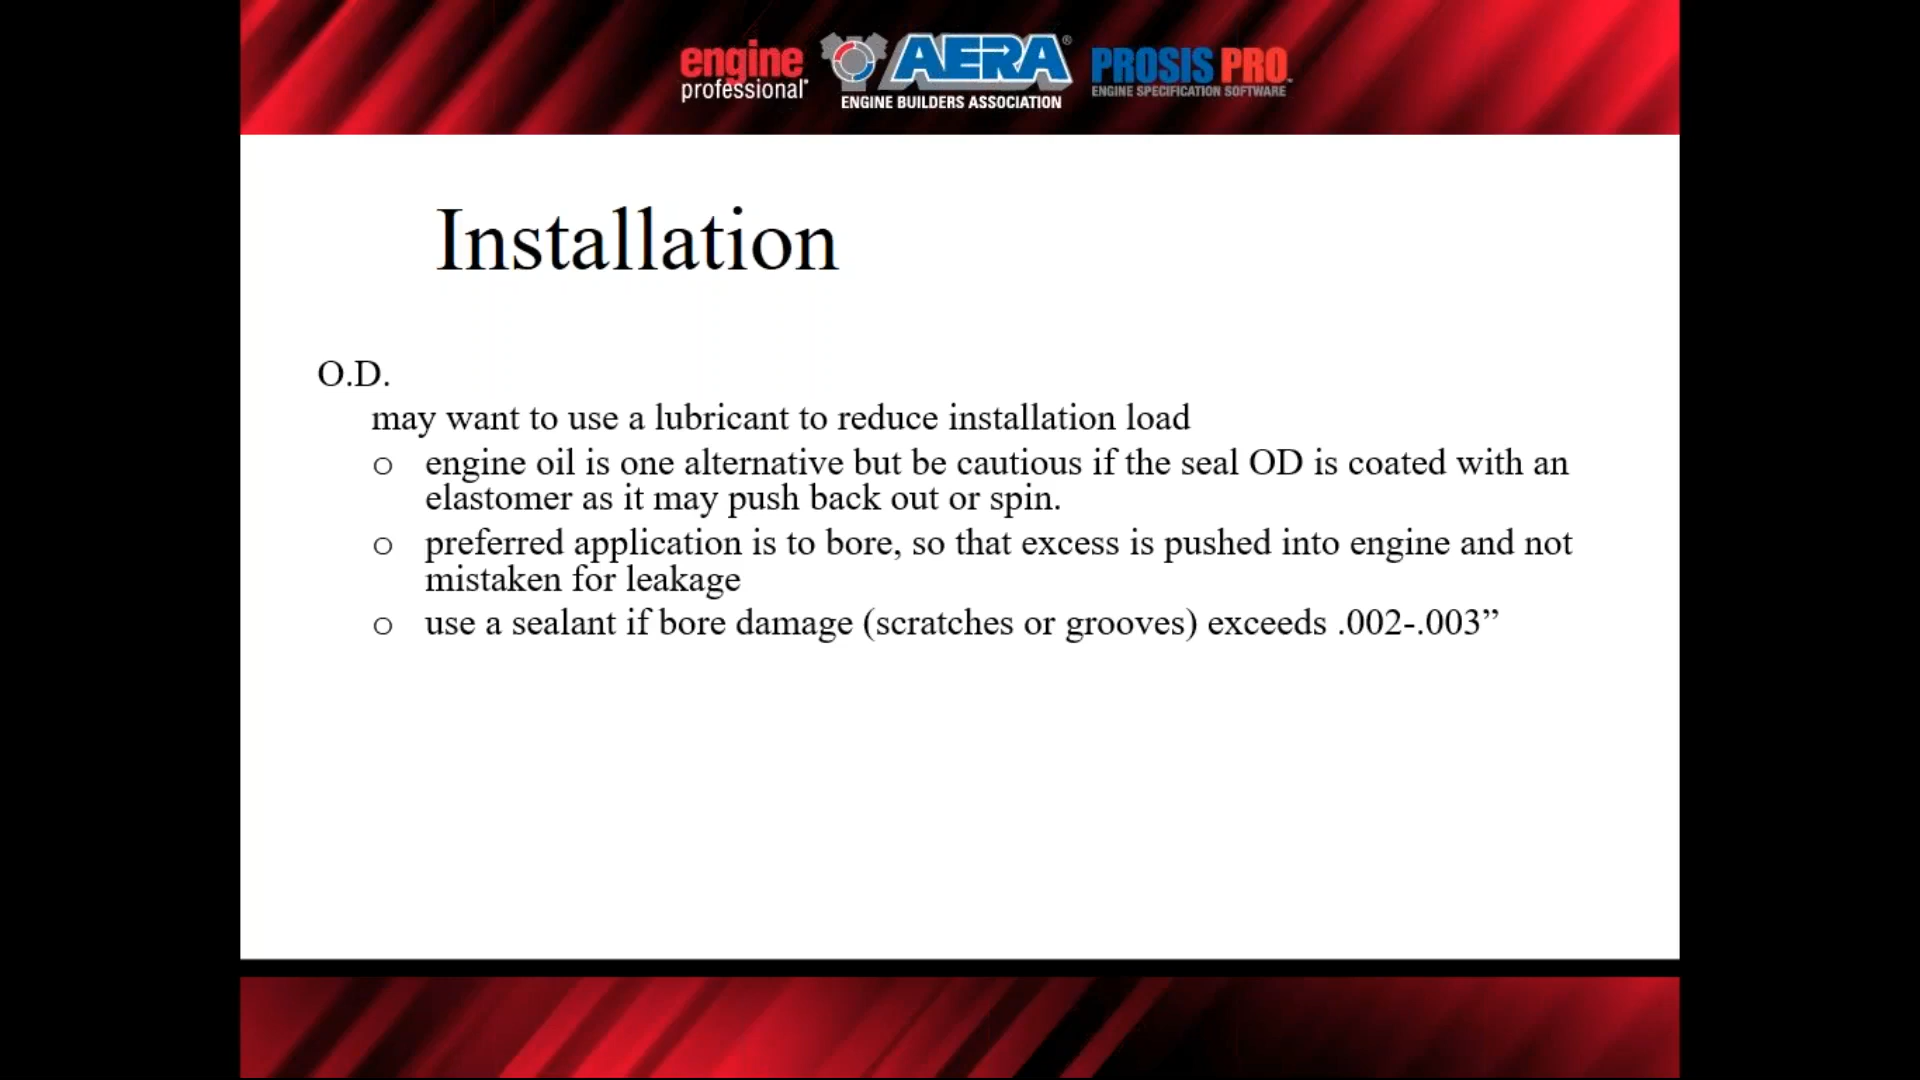 engine
professional®
AERA®
ENGINE BUILDERS ASSOCIATION
PROSIS PRO™
ENGINE SPECIFICATION SOFTWARE
Installation
O.D.
may want to use a lubricant to reduce installation load
o engine oil is one alternative but be cautious if the seal OD is coated with an
elastomer as it may push back out or spin.
o preferred application is to bore, so that excess is pushed into engine and not
mistaken for leakage
o use a sealant if bore damage (scratches or grooves) exceeds .002-.003”